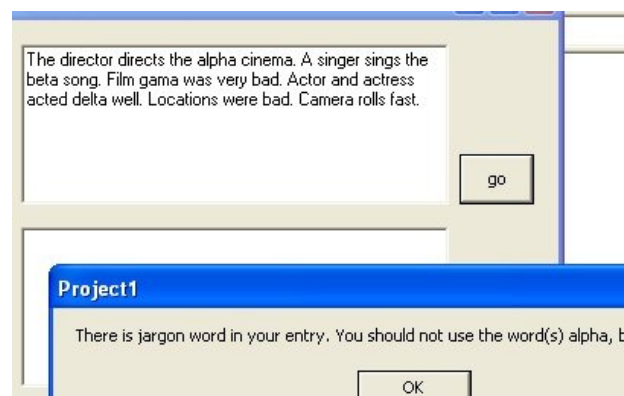 The director directs the alpha cinema. A singer sings the
beta song. Film gama was very bad. Actor and actress
acted delta well. Locations were bad. Camera rolls fast.
go
Project1
There is jargon word in your entry. You should not use the word(s) alpha, b
OK